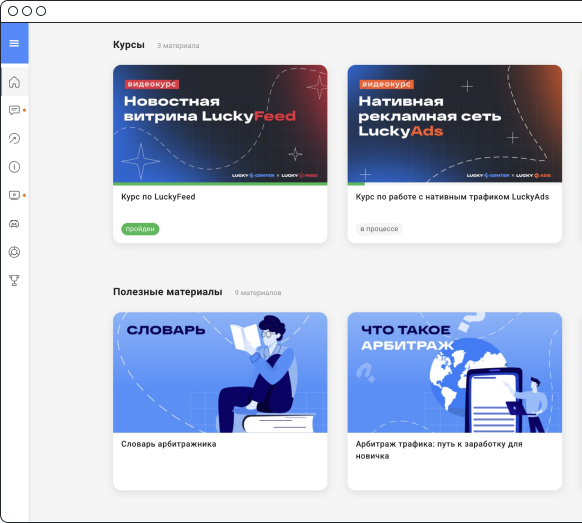 Курсы 3 материала
видеокурс
Новостная
витрина LuckyFeed
LUCKY CENTER X LUCKY FEED
Курс по LuckyFeed
пройден
видеокурс
Нативная
рекламная сеть
LuckyAds
LUCKY CENTER X LUCKY ADS
Курс по работе с нативным трафиком LuckyAds
в процессе
Полезные материалы 9 материалов
СЛОВАРЬ
Словарь арбитражника
ЧТО ТАКОЕ
АРБИТРАЖ
?
?
Арбитраж трафика: путь к заработку для
новичка